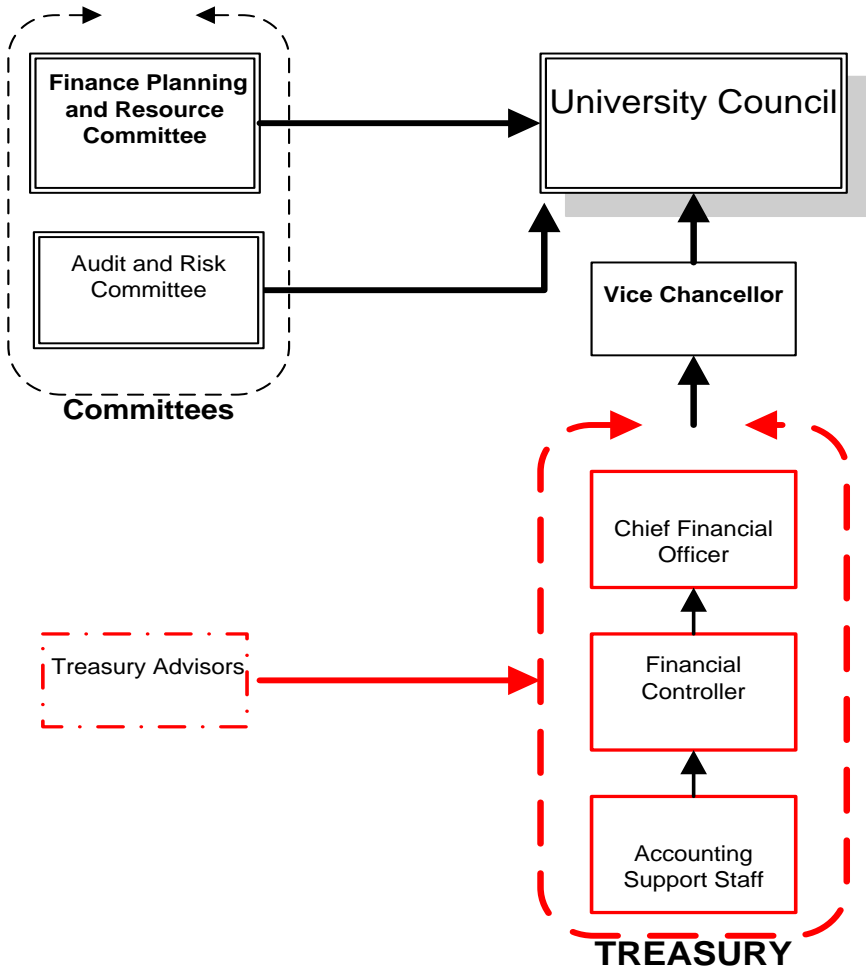 Finance Planning
and Resource
Committee
University Council
Audit and Risk
Committee
Vice Chancellor
Committees
Chief Financial
Officer
Treasury Advisors
Financial
Controller
Accounting
Support Staff
TREASURY